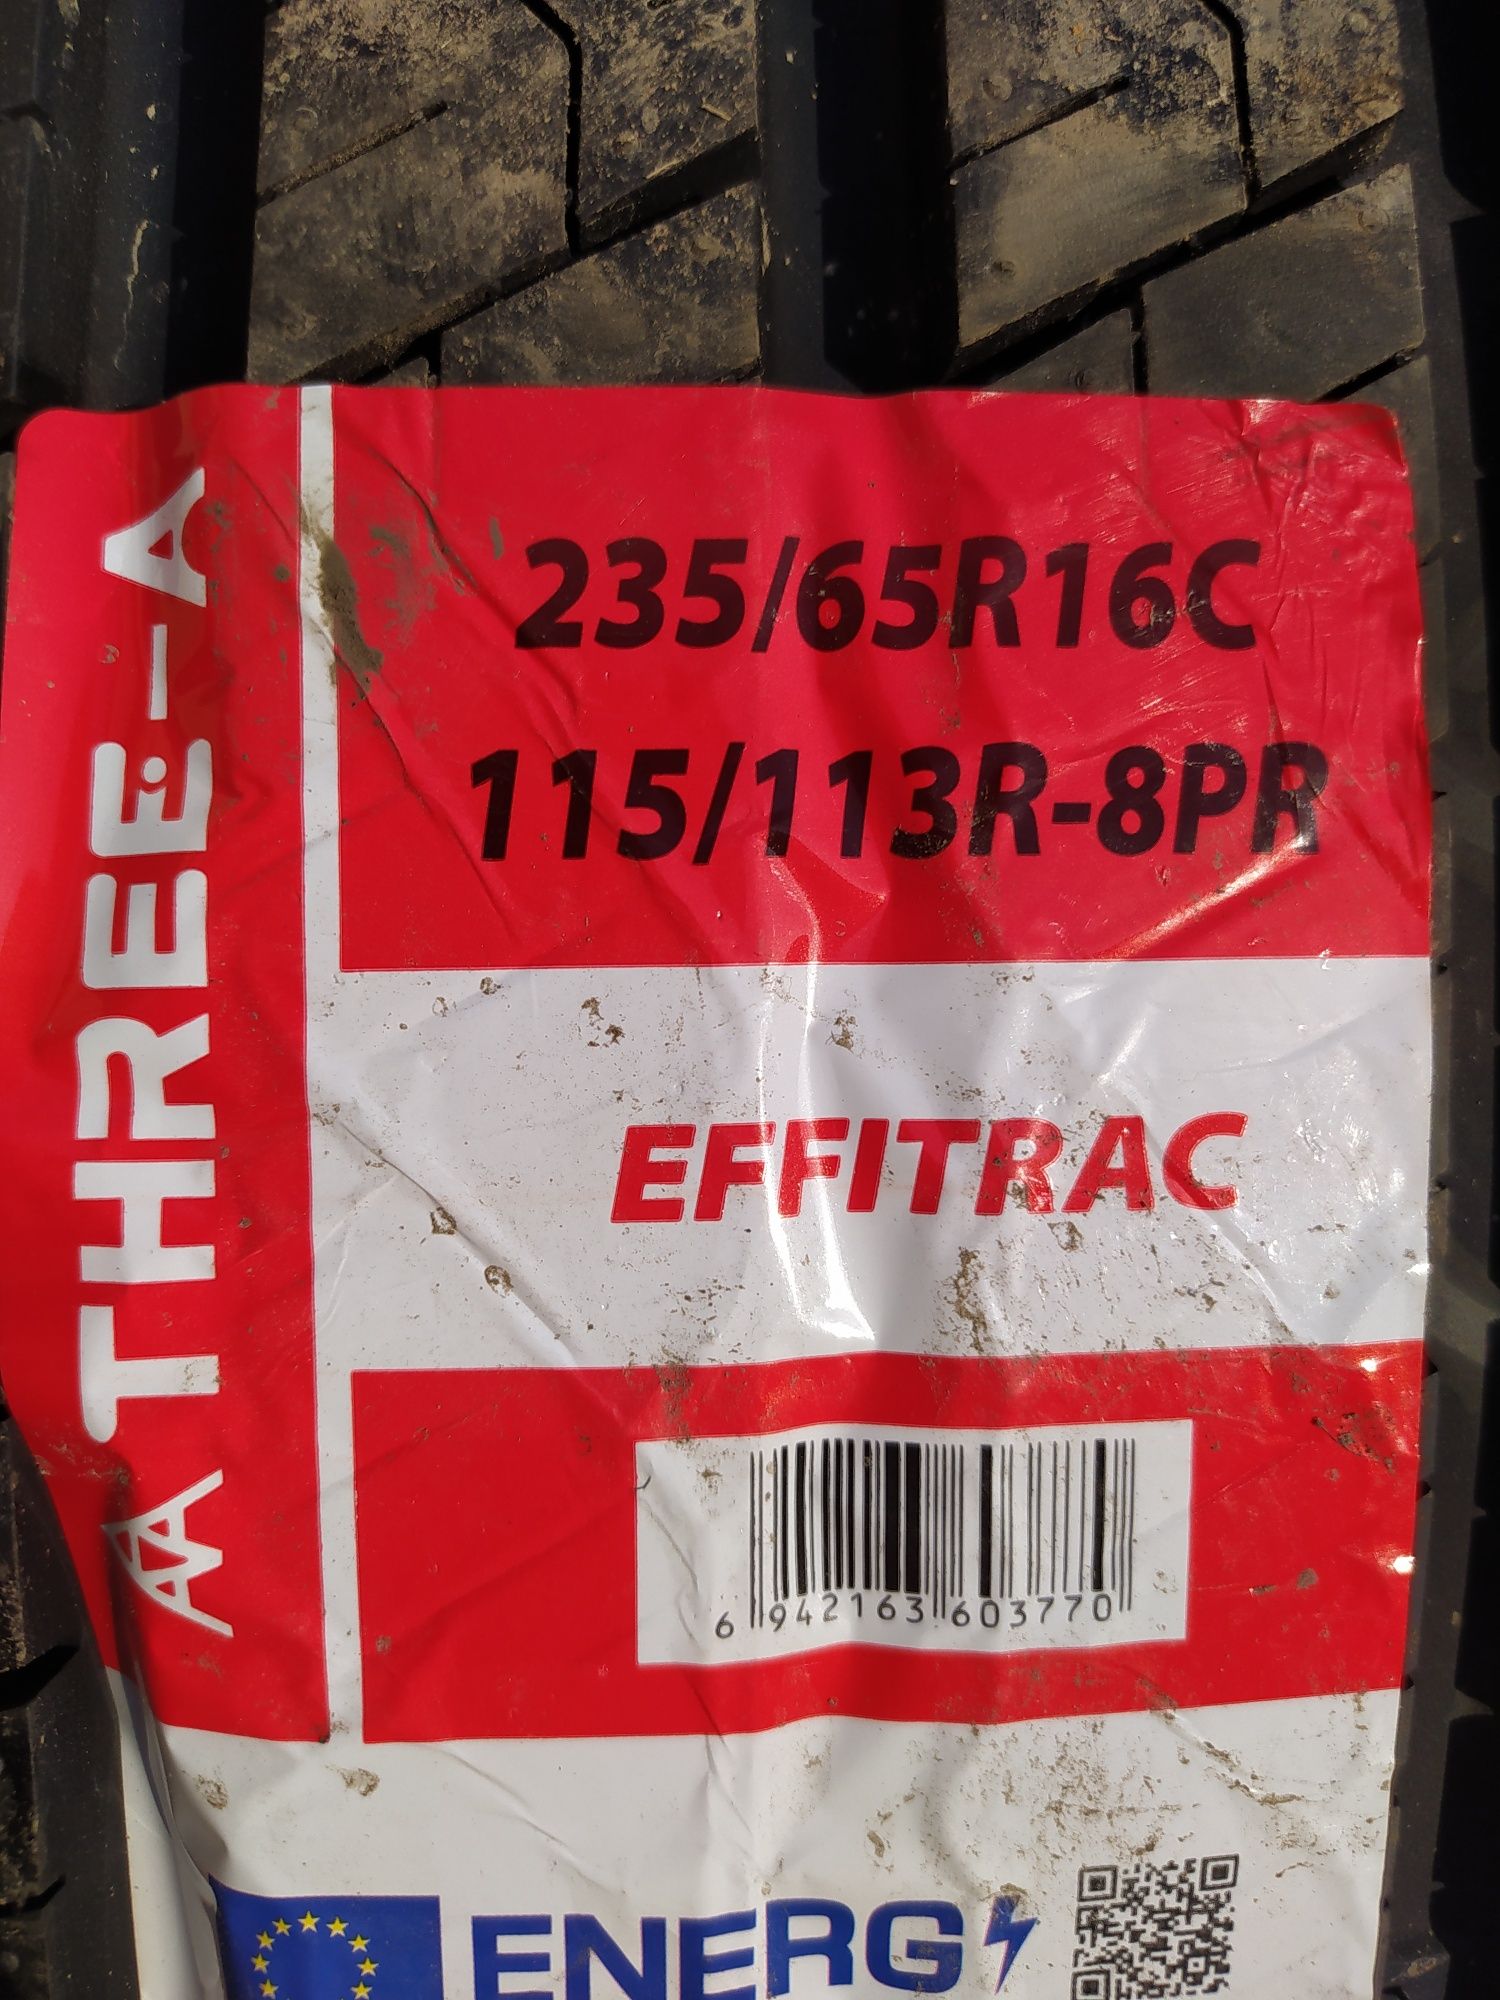 THREE-A
235/65R16C
115/113R-8PR
EFFITRAC
6 942163 603770
ENERG